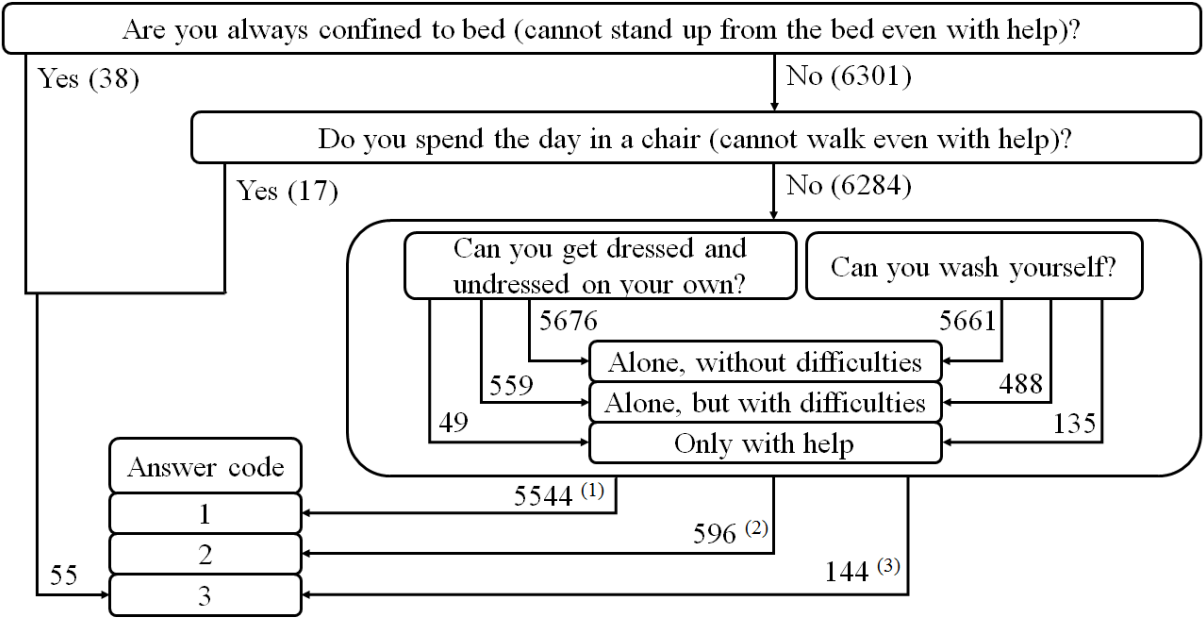 Are you always confined to bed (cannot stand up from the bed even with help)?
Yes (38)
No (6301)
Do you spend the day in a chair (cannot walk even with help)?
Yes (17)
No (6284)
Can you get dressed and
undressed on your own?
Can you wash yourself?
5676
5661
Alone, without difficulties
559
488
Alone, but with difficulties
49
135
Only with help
Answer code
5544 (1)
1
596 (2)
2
55
144 (3)
3